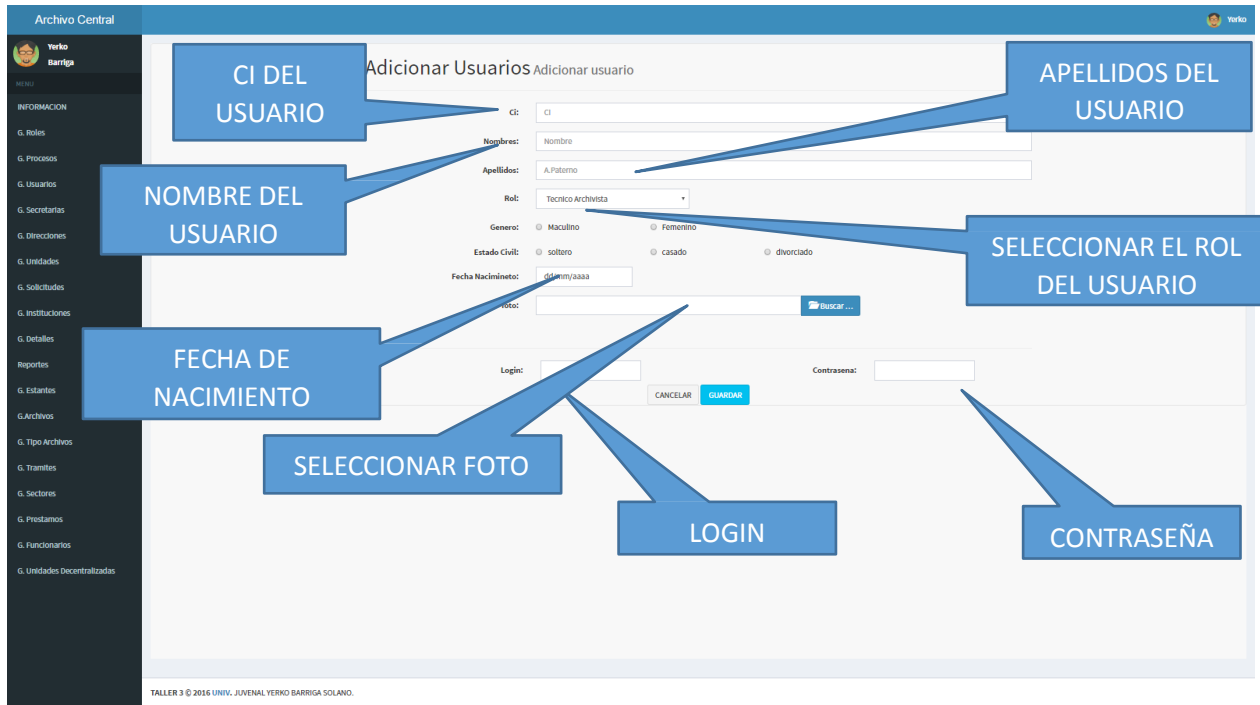 Archivo Central
Yerko
Yerko
Barriga
MENU
INFORMACION
G. Roles
G. Procesos
G. Usuarios
G. Secretarias
G. Direcciones
G. Unidades
G. Solicitudes
G. Instituciones
G. Detalles
Reportes
G. Estantes
G.Archivos
G. Tipo Archivos
G. Tramites
G. Sectores
G. Prestamos
G. Funcionarios
G. Unidades Decentralizadas
Adicionar Usuarios Adicionar usuario
CI DEL
USUARIO
APELLIDOS DEL
USUARIO
Ci: CI
Nombres: Nombre
Apellidos: A.Paterno
NOMBRE DEL
USUARIO
Rol: Tecnico Archivista
SELECCIONAR EL ROL
DEL USUARIO
Genero: Maculino Femenino
Estado Civil: soltero casado divorciado
Fecha Nacimineto: dd/mm/aaaa
Buscar ...
FECHA DE
NACIMIENTO
Login: Contrasena:
CANCELAR GUARDAR
SELECCIONAR FOTO
LOGIN
CONTRASEÑA
TALLER 3 © 2016 UNIV. JUVENAL YERKO BARRIGA SOLANO.